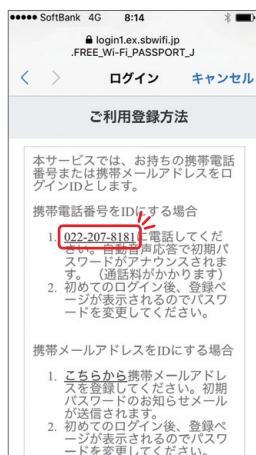 SoftBank 4G 8:14
login1.ex.sbwifi.jp
.FREE_Wi-Fi_PASSPORT_J
ログイン キャンセル
ご利用登録方法
本サービスでは、お持ちの携帯電話
番号または携帯メールアドレスをロ
グインIDとします。
携帯電話番号をIDにする場合
1. 022-207-8181に電話してくだ
さい。自動音声応答で初期パ
スワードがアナウンスされま
す。（通話料がかかります）
2. 初めてのログイン後、登録ペ
ージが表示されるのでパスワ
ードを変更してください。
携帯メールアドレスをIDにする場合
1. こちらから携帯メールアドレ
スを登録してください。初期
パスワードのお知らせメール
が送信されます。
2. 初めてのログイン後、登録ペ
ージが表示されるのでパスワ
ードを変更してください。